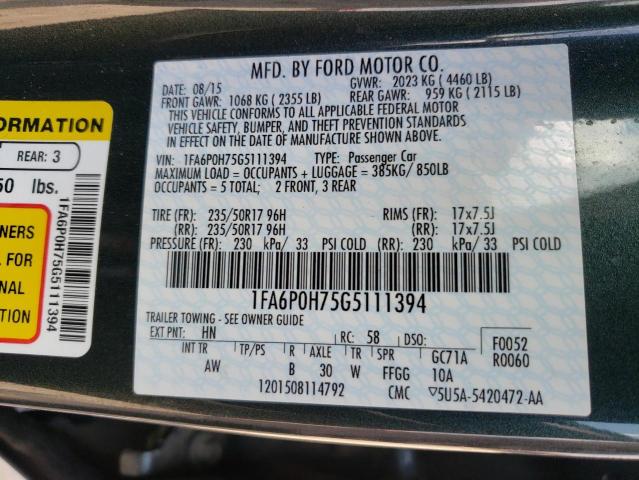 MFD. BY FORD MOTOR CO.
DATE: 08/15 GVWR: 2023 KG ( 4460 LB)
FRONT GAWR: 1068 KG ( 2355 LB) REAR GAWR: 959 KG ( 2115 LB)
THIS VEHICLE CONFORMS TO ALL APPLICABLE FEDERAL MOTOR
VEHICLE SAFETY, BUMPER, AND THEFT PREVENTION STANDARDS
IN EFFECT ON THE DATE OF MANUFACTURE SHOWN ABOVE.
VIN: 1FA6P0H75G5111394 TYPE: Passenger Car
MAXIMUM LOAD = OCCUPANTS + LUGGAGE = 385KG/ 850LB
OCCUPANTS = 5 TOTAL; 2 FRONT, 3 REAR
TIRE (FR): 235/50R17 96H RIMS (FR): 17x7.5J
(RR): 235/50R17 96H (RR): 17x7.5J
PRESSURE (FR): 230 kPa/ 33 PSI COLD (RR): 230 kPa/ 33 PSI COLD
1FA6P0H75G5111394
TRAILER TOWING - SEE OWNER GUIDE
EXT PNT: HN RC: 58 DSO: F0052
INT TR TP/PS R AXLE TR SPR GC71A R0060
AW B 30 W FFGG 10A
1201508114792 CMC 5U5A-5420472-AA
ORMATION
REAR: 3
50 lbs.
NERS
L FOR
NAL
1FA6P0H75G5111394